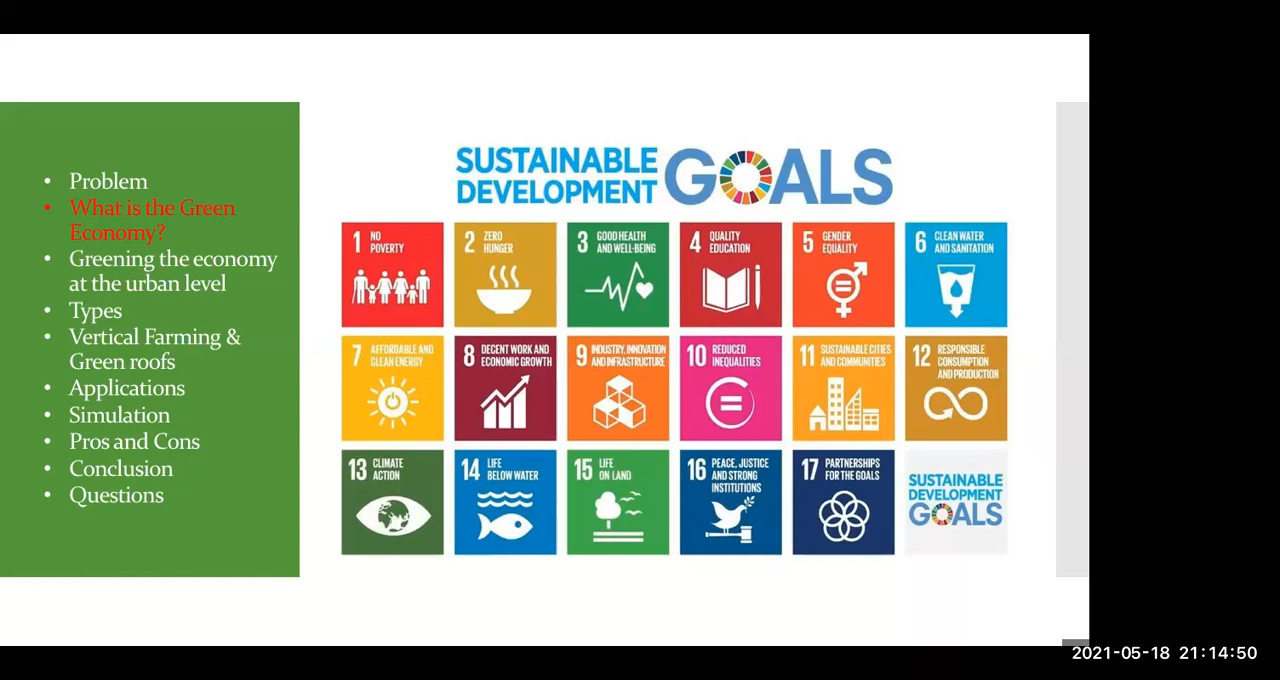 • Problem
• What is the Green
Economy?
• Greening the economy
at the urban level
• Types
• Vertical Farming &
Green roofs
• Applications
• Simulation
• Pros and Cons
• Conclusion
• Questions
SUSTAINABLE
DEVELOPMENT
GOALS
1 NO
POVERTY
2 ZERO
HUNGER
3 GOOD HEALTH
AND WELL-BEING
4 QUALITY
EDUCATION
5 GENDER
EQUALITY
6 CLEAN WATER
AND SANITATION
7 AFFORDABLE AND
CLEAN ENERGY
8 DECENT WORK AND
ECONOMIC GROWTH
9 INDUSTRY, INNOVATION
AND INFRASTRUCTURE
10 REDUCED
INEQUALITIES
11 SUSTAINABLE CITIES
AND COMMUNITIES
12 RESPONSIBLE
CONSUMPTION
AND PRODUCTION
13 CLIMATE
ACTION
14 LIFE
BELOW WATER
15 LIFE
ON LAND
16 PEACE, JUSTICE
AND STRONG
INSTITUTIONS
17 PARTNERSHIPS
FOR THE GOALS
SUSTAINABLE
DEVELOPMENT
GOALS
2021-05-18 21:14:50